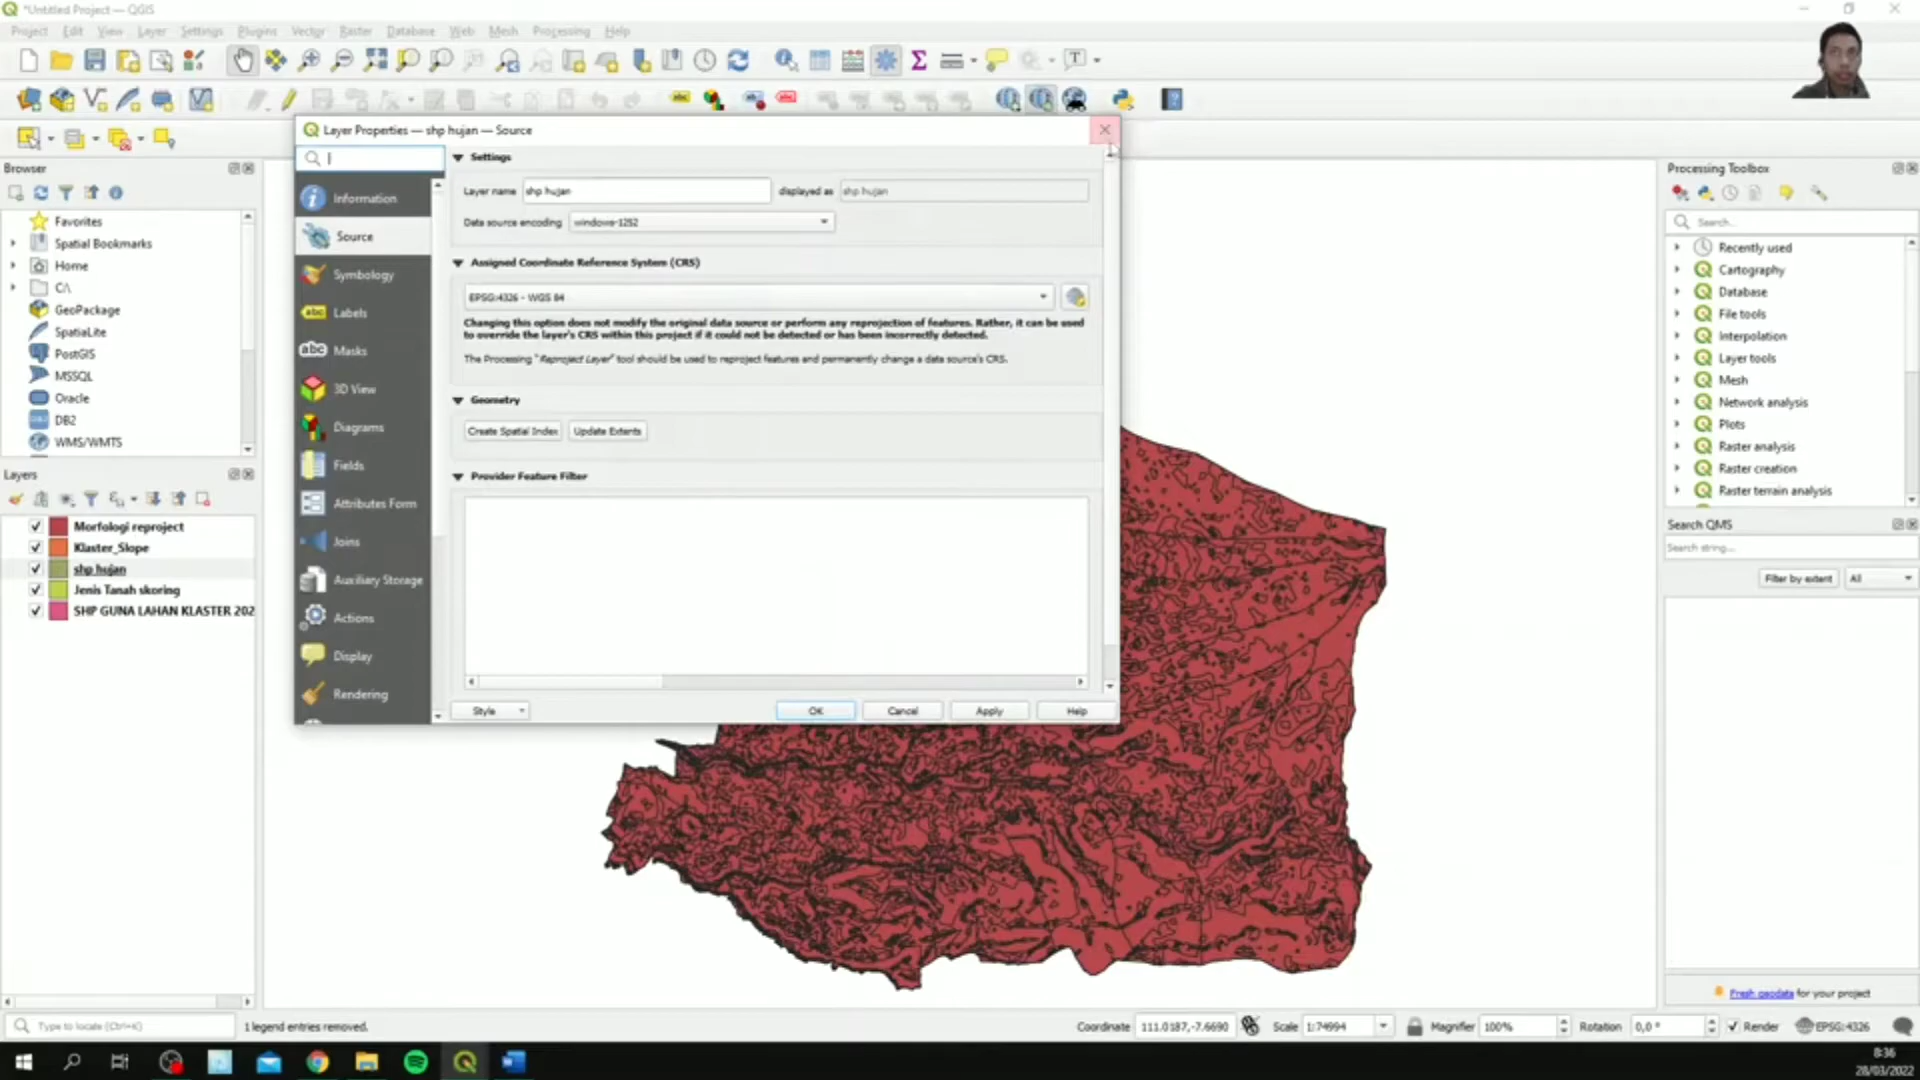 *Untitled Project — QGIS
Project Edit View Layer Settings Plugins Vector Raster Database Web Mesh Processing Help
Browser
Favorites
Spatial Bookmarks
Home
C:\
GeoPackage
SpatiaLite
PostGIS
MSSQL
Oracle
DB2
WMS/WMTS
Layers
Morfologi reproject
Klaster_Slope
shp hujan
Jenis Tanah skoring
SHP GUNA LAHAN KLASTER 202
Layer Properties — shp hujan — Source
Information
Source
Symbology
Labels
Masks
3D View
Diagrams
Fields
Attributes Form
Joins
Auxiliary Storage
Actions
Display
Rendering
Settings
Layer name shp hujan displayed as shp hujan
Data source encoding windows-1252
Assigned Coordinate Reference System (CRS)
EPSG:4326 - WGS 84
Changing this option does not modify the original data source or perform any reprojection of features. Rather, it can be used
to override the layer's CRS within this project if it could not be detected or has been incorrectly detected.
The Processing "Reproject Layer" tool should be used to reproject features and permanently change a data source's CRS.
Geometry
Create Spatial Index Update Extents
Provider Feature Filter
Style OK Cancel Apply Help
Processing Toolbox
Search...
Recently used
Cartography
Database
File tools
Interpolation
Layer tools
Mesh
Network analysis
Plots
Raster analysis
Raster creation
Raster terrain analysis
Search QMS
Search string...
Filter by extent All
Fresh geodata for your project
Type to locate (Ctrl+K) 1 legend entries removed. Coordinate 111.0187,-7.6690 Scale 1:74994 Magnifier 100% Rotation 0,0 ° Render EPSG:4326
8:36
28/03/2022